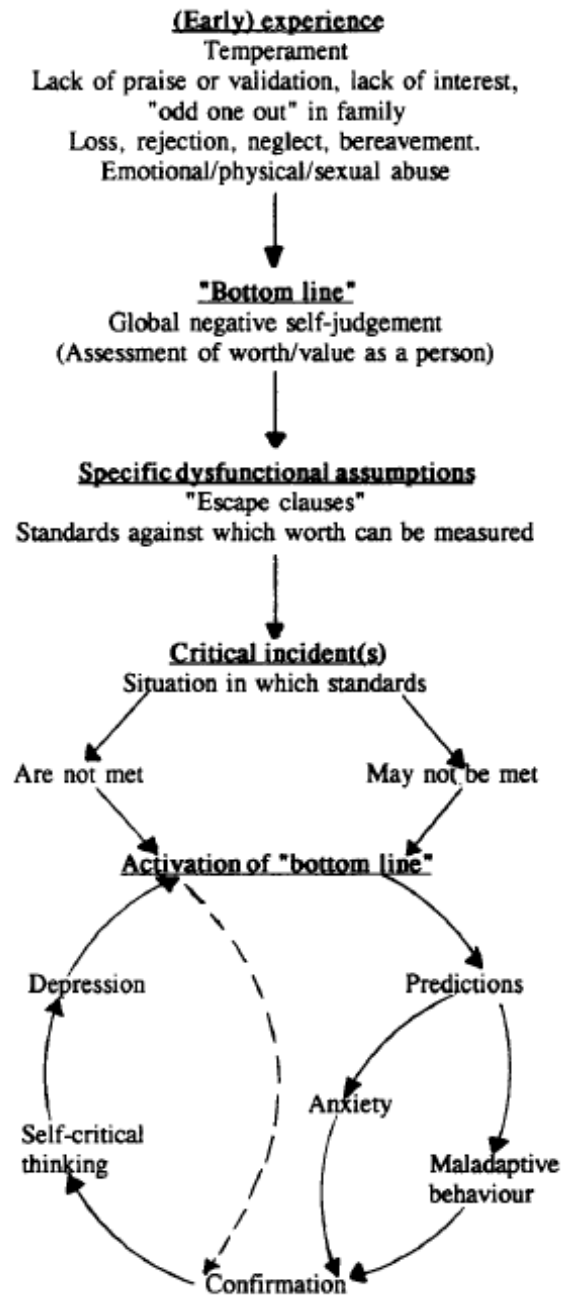 (Early) experience
Temperament
Lack of praise or validation, lack of interest,
"odd one out" in family
Loss, rejection, neglect, bereavement.
Emotional/physical/sexual abuse
"Bottom line"
Global negative self-judgement
(Assessment of worth/value as a person)
Specific dysfunctional assumptions
"Escape clauses"
Standards against which worth can be measured
Critical incident(s)
Situation in which standards
Are not met
May not be met
Activation of "bottom line"
Depression
Predictions
Anxiety
Self-critical
thinking
Maladaptive
behaviour
Confirmation